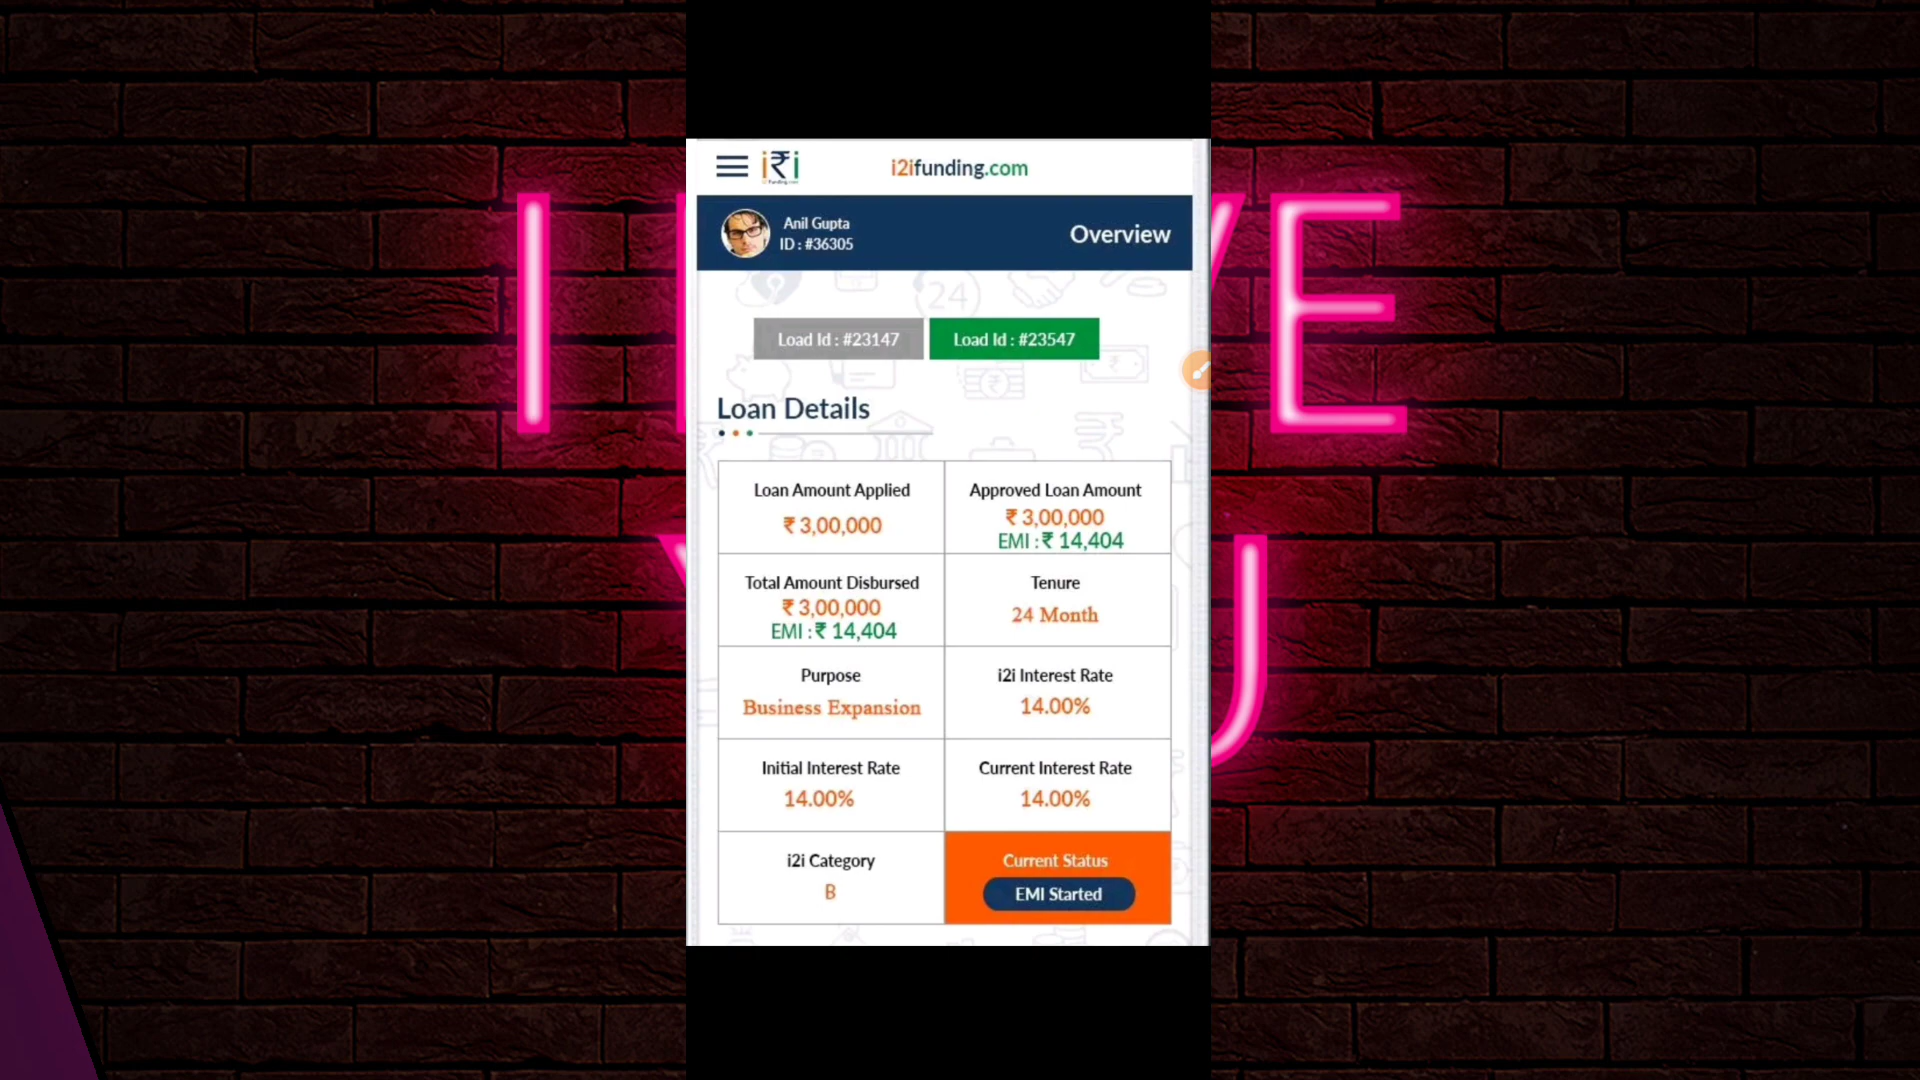 i₹i
i2ifunding.com
Anil Gupta
ID : #36305
Overview
Load Id : #23147
Load Id : #23547
Loan Details
Loan Amount Applied
₹ 3,00,000
Approved Loan Amount
₹ 3,00,000
EMI : ₹ 14,404
Total Amount Disbursed
₹ 3,00,000
EMI : ₹ 14,404
Tenure
24 Month
Purpose
Business Expansion
i2i Interest Rate
14.00%
Initial Interest Rate
14.00%
Current Interest Rate
14.00%
i2i Category
B
Current Status
EMI Started